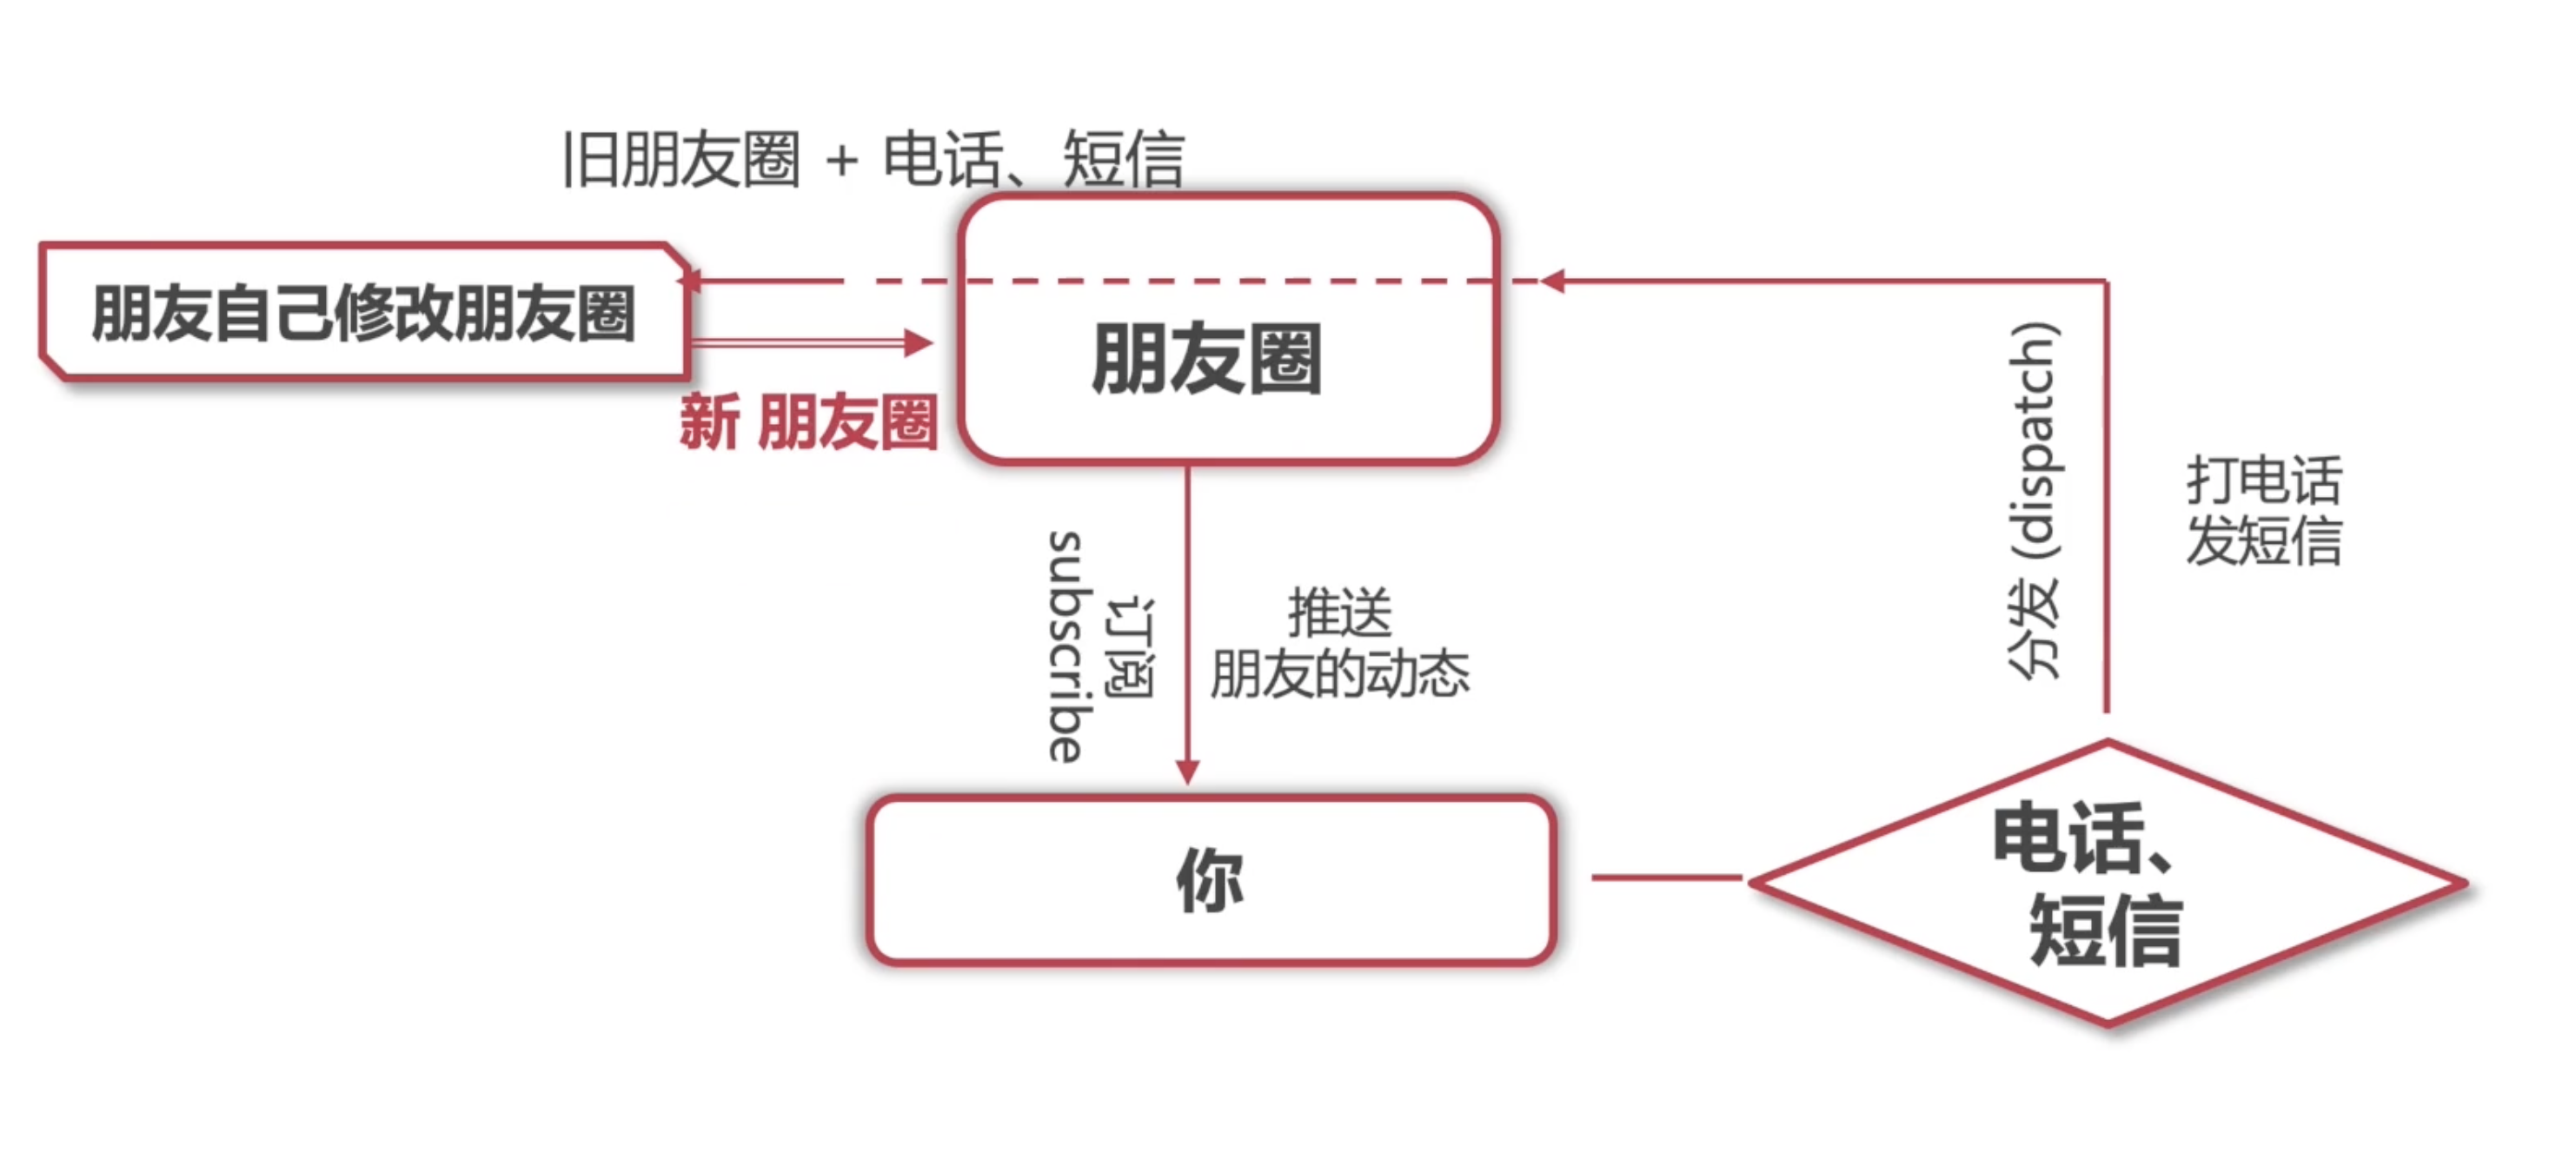 旧朋友圈 + 电话、短信
朋友自己修改朋友圈
新 朋友圈
朋友圈
分发 (dispatch)
打电话
发短信
订阅
subscribe
推送
朋友的动态
你
电话、
短信